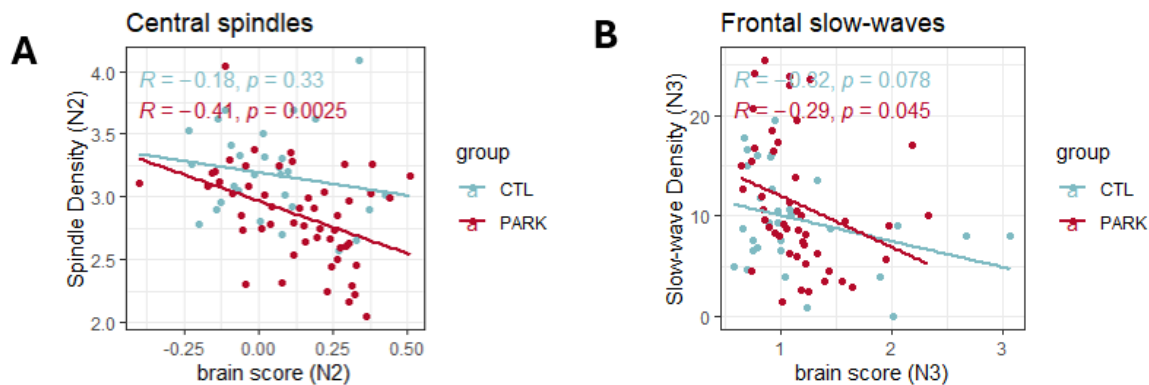 A
Central spindles
R = −0.18, p = 0.33
R = −0.41, p = 0.0025
Spindle Density (N2)
4.0
3.5
3.0
2.5
2.0
-0.25
0.00
0.25
0.50
brain score (N2)
group
a CTL
a PARK
B
Frontal slow-waves
R = −0.32, p = 0.078
R = −0.29, p = 0.045
Slow-wave Density (N3)
20
10
0
1
2
3
brain score (N3)
group
a CTL
a PARK